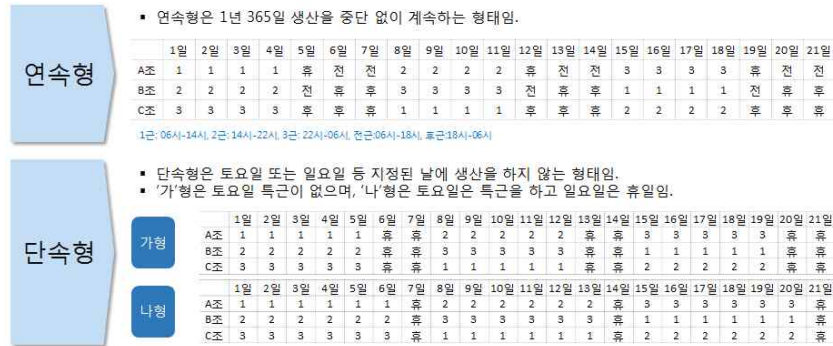 연속형
▪ 연속형은 1년 365일 생산을 중단 없이 계속하는 형태임.
1일 2일 3일 4일 5일 6일 7일 8일 9일 10일 11일 12일 13일 14일 15일 16일 17일 18일 19일 20일 21일
A조 1 1 1 1 휴 전 전 2 2 2 2 휴 전 전 3 3 3 3 휴 전 전
B조 2 2 2 2 전 휴 후 3 3 3 3 전 휴 후 1 1 1 1 전 휴 후
C조 3 3 3 3 후 후 휴 1 1 1 1 후 후 휴 2 2 2 2 후 후 휴
1근: 06시-14시, 2근: 14시-22시, 3근: 22시-06시, 전근:06시-18시, 후근:18시-06시
단속형
▪ 단속형은 토요일 또는 일요일 등 지정된 날에 생산을 하지 않는 형태임.
▪ '가'형은 토요일 특근이 없으며, '나'형은 토요일은 특근을 하고 일요일은 휴일임.
가형
1일 2일 3일 4일 5일 6일 7일 8일 9일 10일 11일 12일 13일 14일 15일 16일 17일 18일 19일 20일 21일
A조 1 1 1 1 1 휴 휴 2 2 2 2 2 휴 휴 3 3 3 3 3 휴 휴
B조 2 2 2 2 2 휴 휴 3 3 3 3 3 휴 휴 1 1 1 1 1 휴 휴
C조 3 3 3 3 3 휴 휴 1 1 1 1 1 휴 휴 2 2 2 2 2 휴 휴
나형
1일 2일 3일 4일 5일 6일 7일 8일 9일 10일 11일 12일 13일 14일 15일 16일 17일 18일 19일 20일 21일
A조 1 1 1 1 1 1 휴 2 2 2 2 2 2 휴 3 3 3 3 3 3 휴
B조 2 2 2 2 2 2 휴 3 3 3 3 3 3 휴 1 1 1 1 1 1 휴
C조 3 3 3 3 3 3 휴 1 1 1 1 1 1 휴 2 2 2 2 2 2 휴